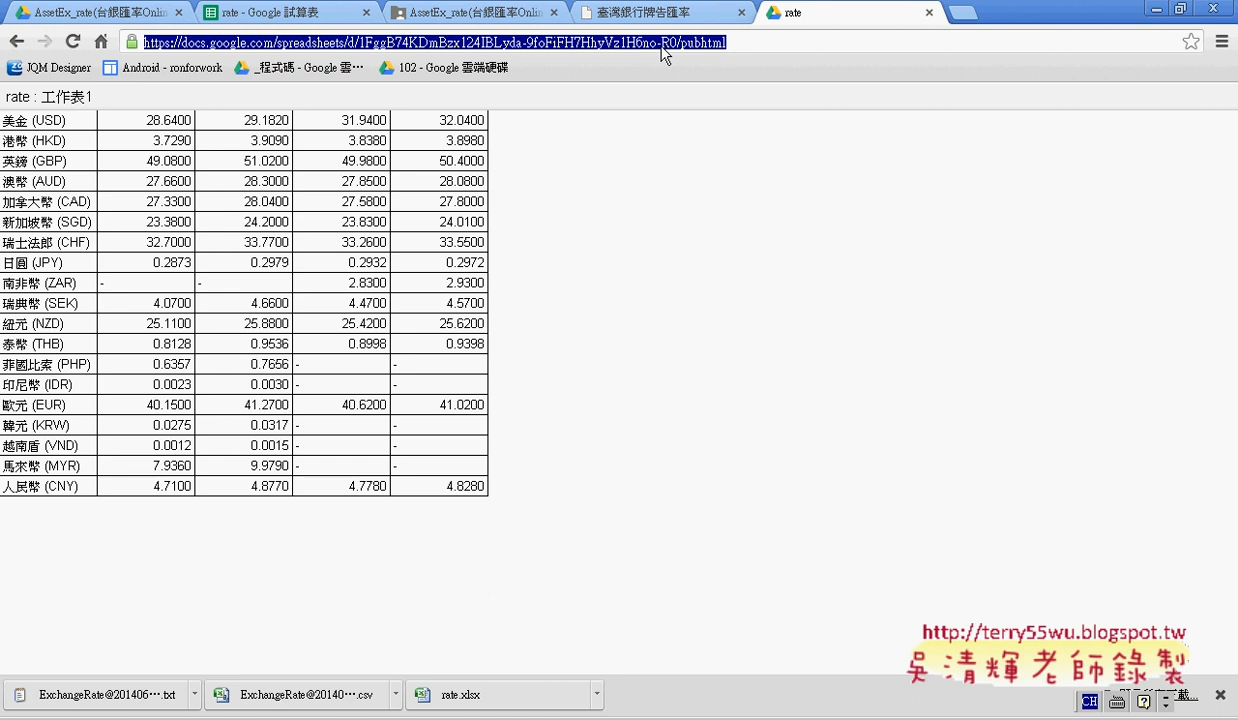 AssetEx_rate(台銀匯率Onlin
rate - Google 試算表
AssetEx_rate(台銀匯率Onlin
臺灣銀行牌告匯率
rate
https://docs.google.com/spreadsheets/d/1FggB74KDmBzx124IBLyda-9foFiFH7HhyVz1H6no-R0/pubhtml
JQM Designer
Android - ronforwork
_程式碼 - Google 雲…
102 - Google 雲端硬碟
rate : 工作表1
美金 (USD) 28.6400 29.1820 31.9400 32.0400
港幣 (HKD) 3.7290 3.9090 3.8380 3.8980
英鎊 (GBP) 49.0800 51.0200 49.9800 50.4000
澳幣 (AUD) 27.6600 28.3000 27.8500 28.0800
加拿大幣 (CAD) 27.3300 28.0400 27.5800 27.8000
新加坡幣 (SGD) 23.3800 24.2000 23.8300 24.0100
瑞士法郎 (CHF) 32.7000 33.7700 33.2600 33.5500
日圓 (JPY) 0.2873 0.2979 0.2932 0.2972
南非幣 (ZAR) - - 2.8300 2.9300
瑞典幣 (SEK) 4.0700 4.6600 4.4700 4.5700
紐元 (NZD) 25.1100 25.8800 25.4200 25.6200
泰幣 (THB) 0.8128 0.9536 0.8998 0.9398
菲國比索 (PHP) 0.6357 0.7656 - -
印尼幣 (IDR) 0.0023 0.0030 - -
歐元 (EUR) 40.1500 41.2700 40.6200 41.0200
韓元 (KRW) 0.0275 0.0317 - -
越南盾 (VND) 0.0012 0.0015 - -
馬來幣 (MYR) 7.9360 9.9790 - -
人民幣 (CNY) 4.7100 4.8770 4.7780 4.8280
http://terry55wu.blogspot.tw
吳清輝老師錄製
ExchangeRate@201406….txt
ExchangeRate@20140….csv
rate.xlsx
CH